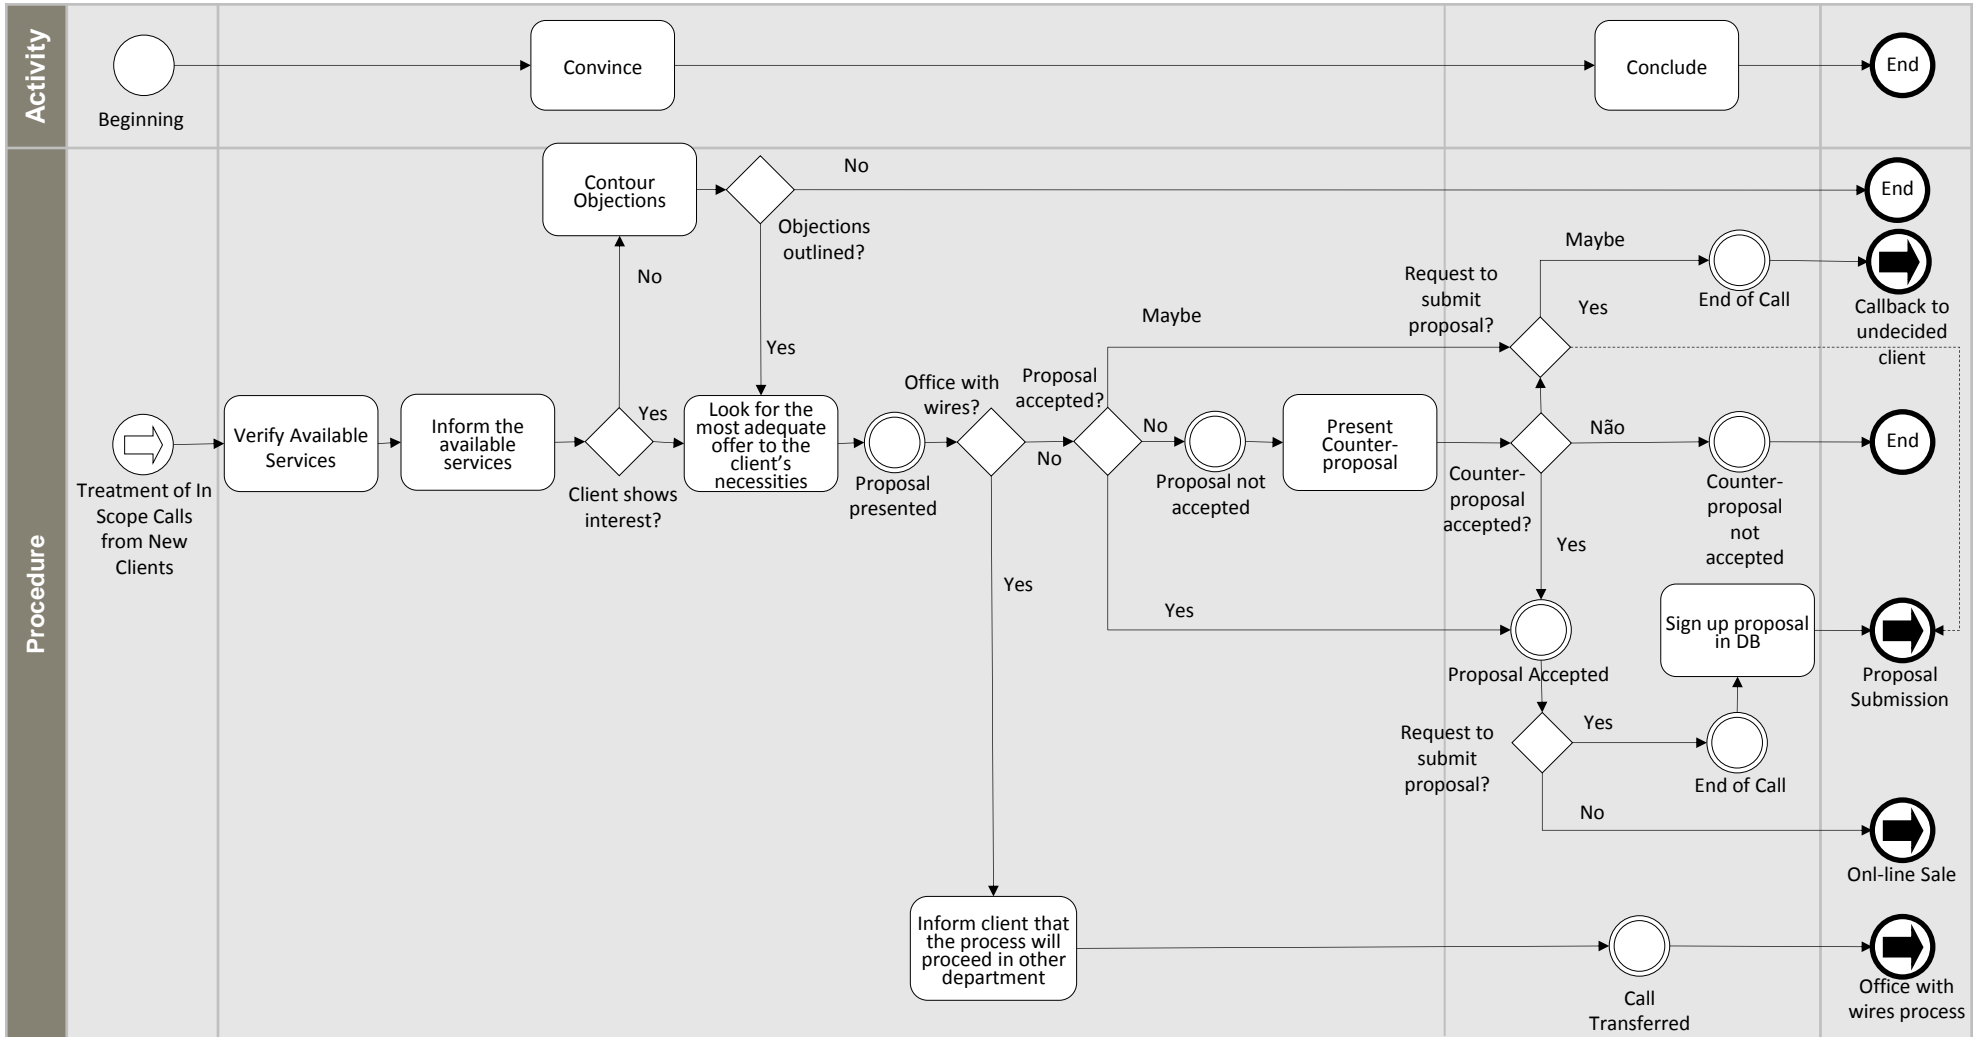 Activity
Beginning
Convince
Conclude
End
Procedure
Treatment of In
Scope Calls
from New
Clients
Verify Available
Services
Inform the
available
services
Client shows
interest?
No
Yes
Contour
Objections
Objections
outlined?
No
End
Yes
Look for the
most adequate
offer to the
client's
necessities
Proposal
presented
Office with
wires?
No
Yes
Proposal
accepted?
Maybe
No
Yes
Proposal not
accepted
Present
Counter-
proposal
Counter-
proposal
accepted?
Request to
submit
proposal?
Maybe
Yes
End of Call
Callback to
undecided
client
Não
Counter-
proposal
not
accepted
End
Yes
Proposal Accepted
Request to
submit
proposal?
Yes
End of Call
Sign up proposal
in DB
Proposal
Submission
No
Onl-line Sale
Inform client that
the process will
proceed in other
department
Call
Transferred
Office with
wires process